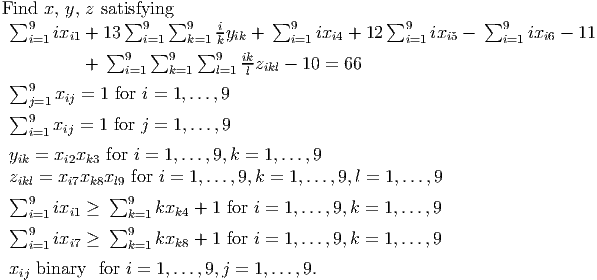 Find x, y, z satisfying
∑_{i=1}^{9} ix_{i1} + 13 ∑_{i=1}^{9} ∑_{k=1}^{9} \frac{i}{k} y_{ik} + ∑_{i=1}^{9} ix_{i4} + 12 ∑_{i=1}^{9} ix_{i5} − ∑_{i=1}^{9} ix_{i6} − 11
+ ∑_{i=1}^{9} ∑_{k=1}^{9} ∑_{l=1}^{9} \frac{ik}{l} z_{ikl} − 10 = 66
∑_{j=1}^{9} x_{ij} = 1 for i = 1, ..., 9
∑_{i=1}^{9} x_{ij} = 1 for j = 1, ..., 9
y_{ik} = x_{i2}x_{k3} for i = 1, ..., 9, k = 1, ..., 9
z_{ikl} = x_{i7}x_{k8}x_{l9} for i = 1, ..., 9, k = 1, ..., 9, l = 1, ..., 9
∑_{i=1}^{9} ix_{i1} ≥ ∑_{k=1}^{9} kx_{k4} + 1 for i = 1, ..., 9, k = 1, ..., 9
∑_{i=1}^{9} ix_{i7} ≥ ∑_{k=1}^{9} kx_{k8} + 1 for i = 1, ..., 9, k = 1, ..., 9
x_{ij} binary for i = 1, ..., 9, j = 1, ..., 9.